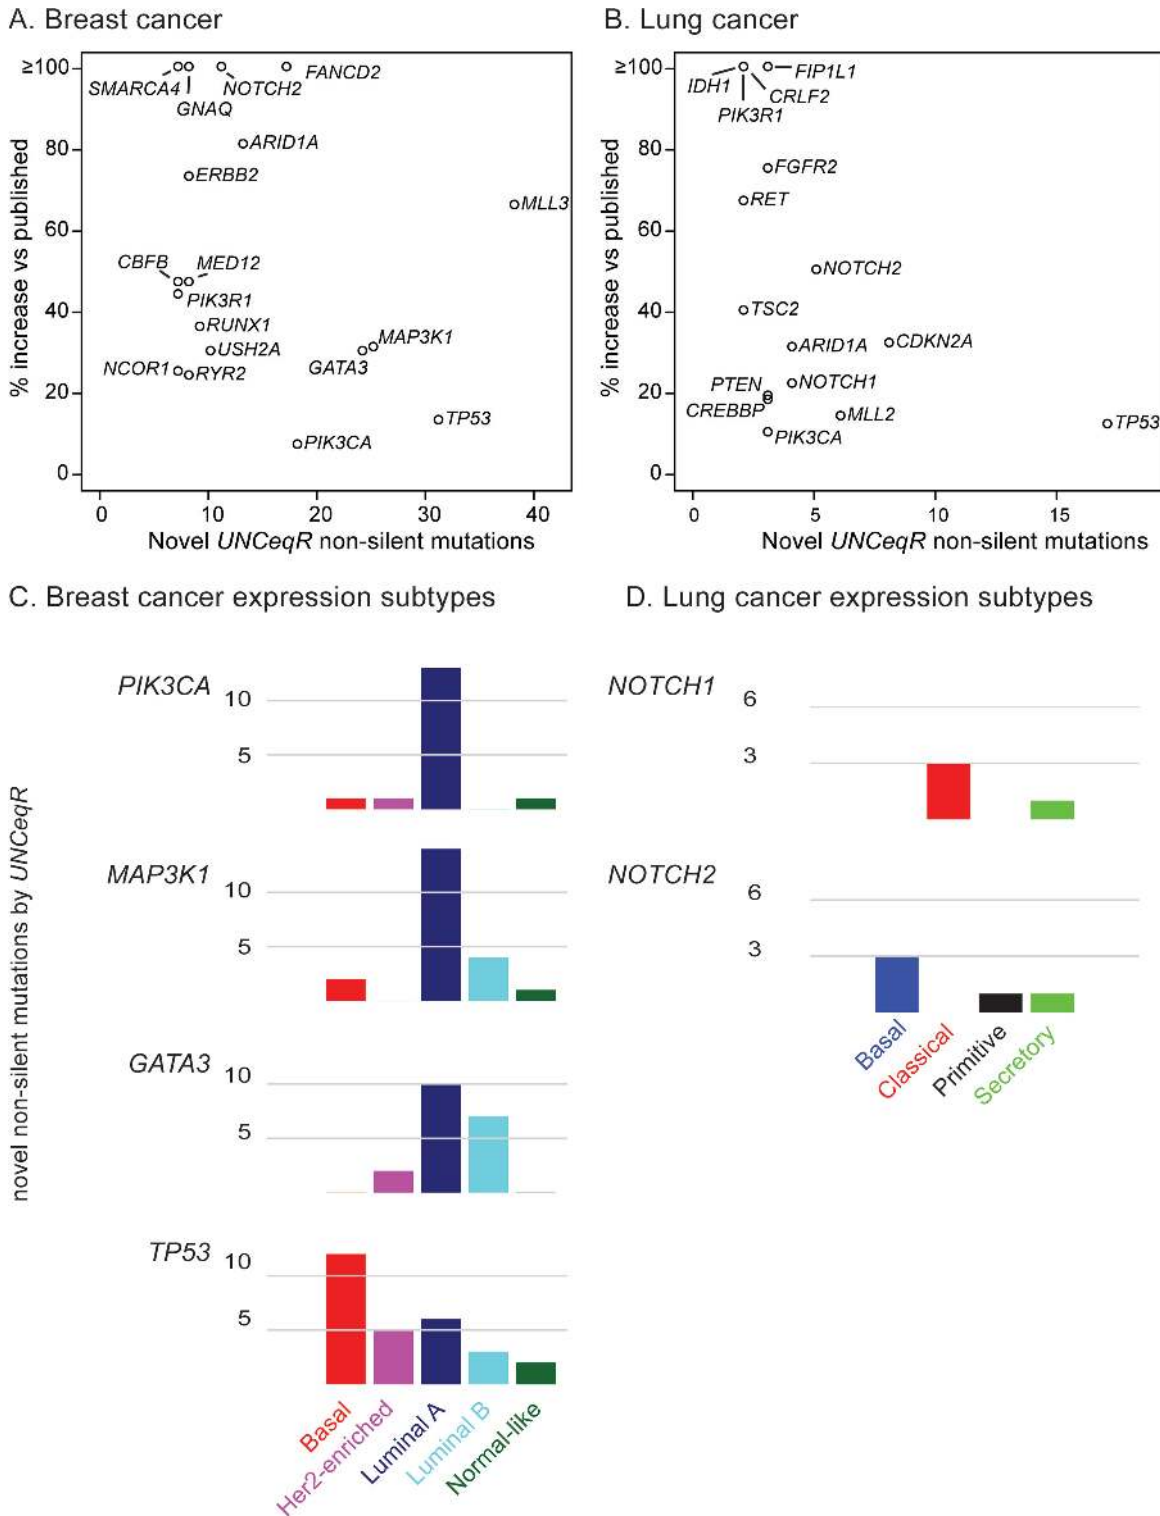 A. Breast cancer
≥100
80
60
40
20
0
% increase vs published
SMARCA4
GNAQ
NOTCH2
FANCD2
ARID1A
ERBB2
MLL3
CBFB
MED12
PIK3R1
RUNX1
USH2A
MAP3K1
GATA3
NCOR1
RYR2
TP53
PIK3CA
0 10 20 30 40
Novel UNCeqR non-silent mutations
B. Lung cancer
≥100
80
60
40
20
0
% increase vs published
IDH1
FIP1L1
CRLF2
PIK3R1
FGFR2
RET
NOTCH2
TSC2
ARID1A
CDKN2A
PTEN
NOTCH1
CREBBP
MLL2
PIK3CA
TP53
0 5 10 15
Novel UNCeqR non-silent mutations
C. Breast cancer expression subtypes
novel non-silent mutations by UNCeqR
PIK3CA
10
5
MAP3K1
10
5
GATA3
10
5
TP53
10
5
Basal
Her2-enriched
Luminal A
Luminal B
Normal-like
D. Lung cancer expression subtypes
NOTCH1
6
3
NOTCH2
6
3
Basal
Classical
Primitive
Secretory